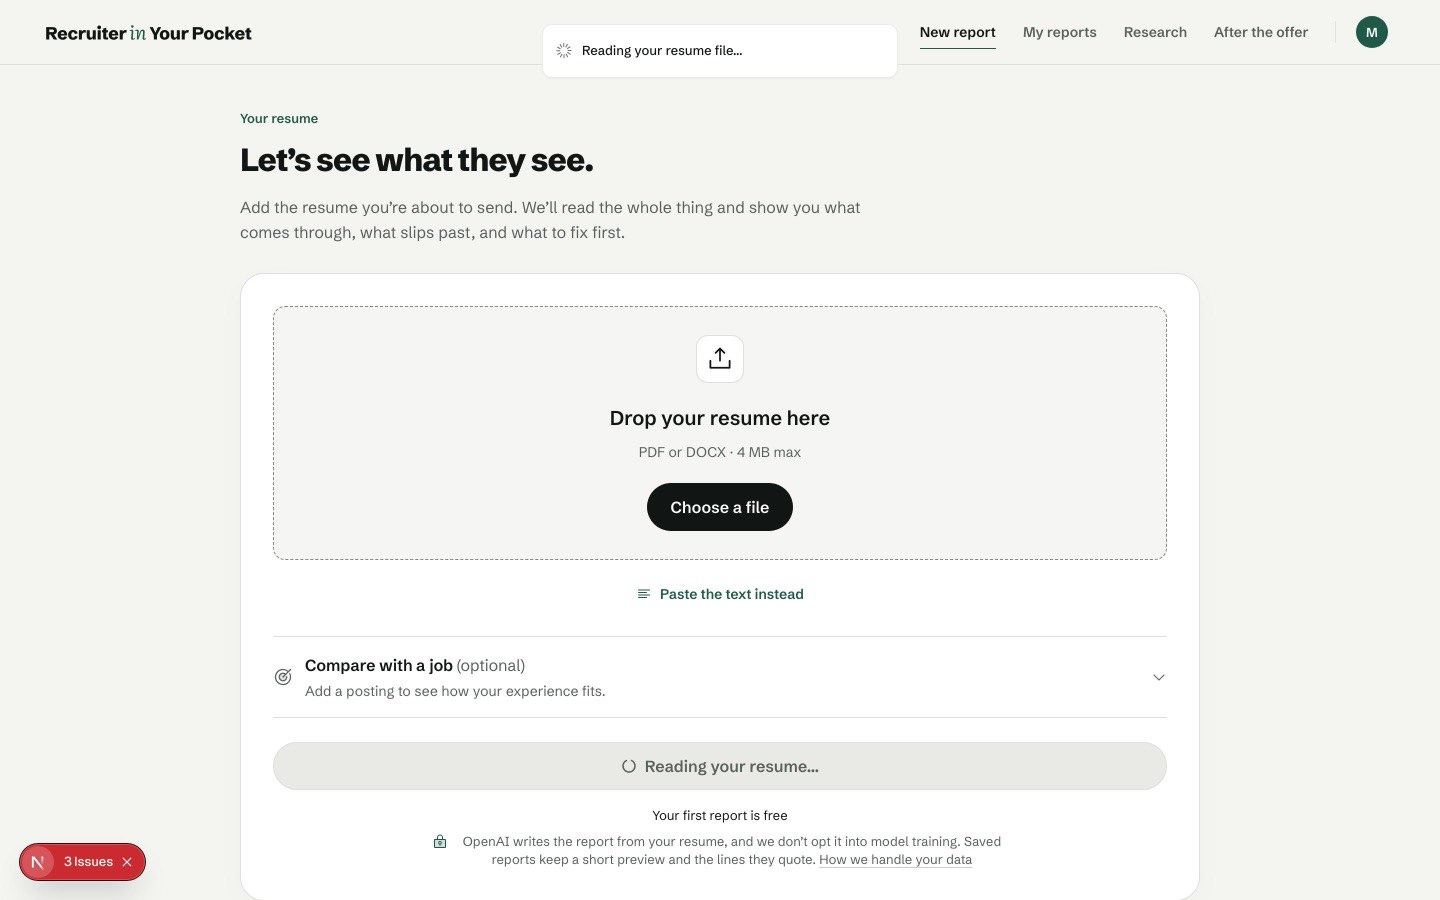 Recruiter in Your Pocket
Reading your resume file...
New report
My reports
Research
After the offer
M
Your resume
Let’s see what they see.
Add the resume you’re about to send. We’ll read the whole thing and show you what
comes through, what slips past, and what to fix first.
Drop your resume here
PDF or DOCX · 4 MB max
Choose a file
Paste the text instead
Compare with a job (optional)
Add a posting to see how your experience fits.
Reading your resume...
Your first report is free
OpenAI writes the report from your resume, and we don’t opt it into model training. Saved
reports keep a short preview and the lines they quote. How we handle your data
N
3 Issues